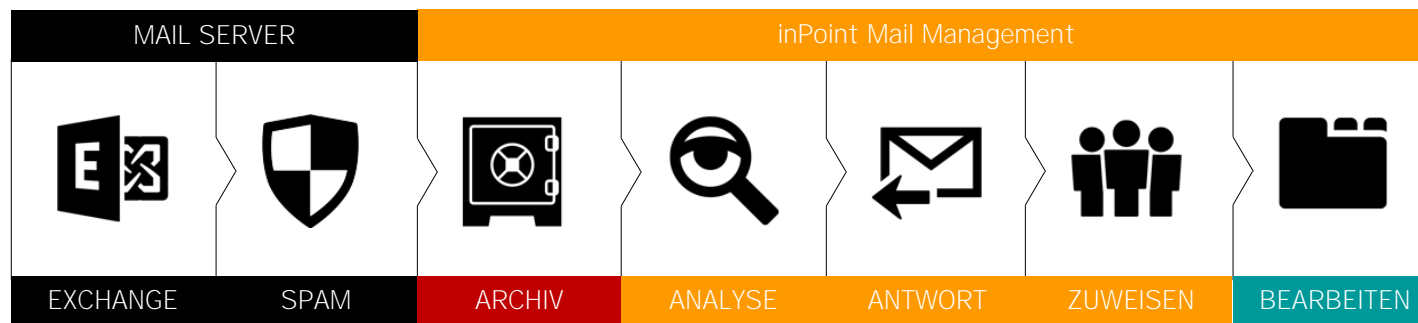 MAIL SERVER
inPoint Mail Management
E
EXCHANGE
SPAM
ARCHIV
ANALYSE
ANTWORT
ZUWEISEN
BEARBEITEN